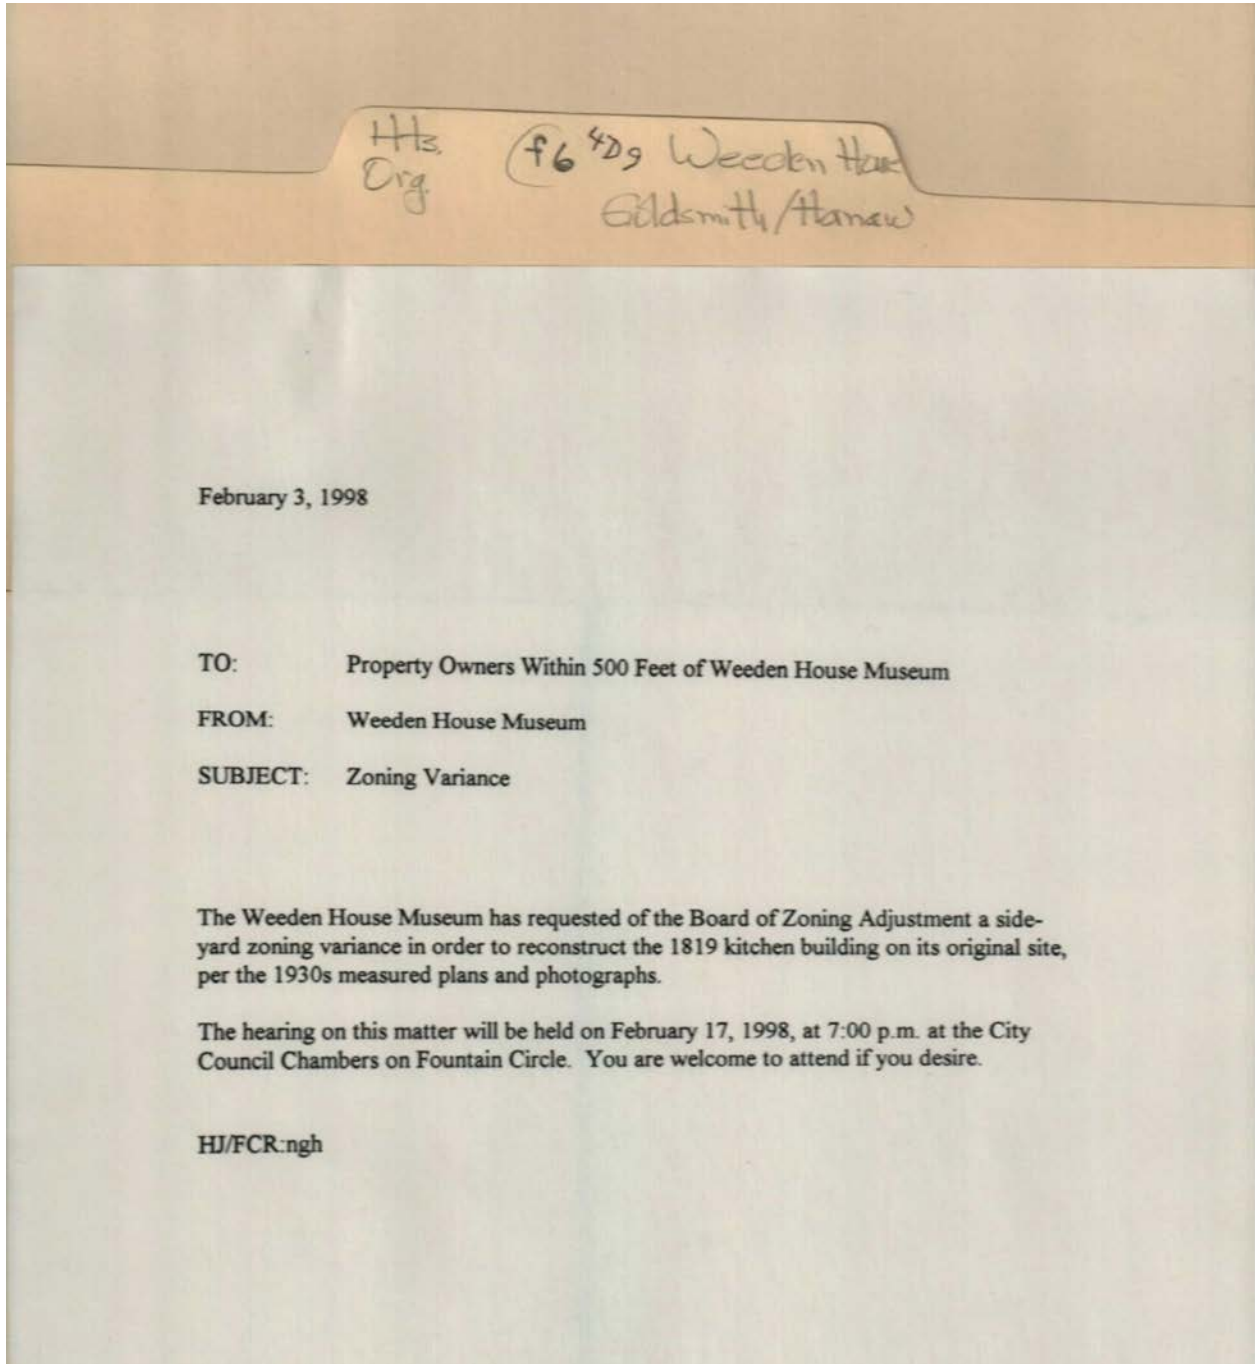 Org.
f6 4D9 Weeden
February 3, 1998
TO: Property Owners Within 500 Feet of Weeden House Museum
FROM: Weeden House Museum
SUBJECT: Zoning Variance
The Weeden House Museum has requested of the Board of Zoning Adjustment a side-
yard zoning variance in order to reconstruct the 1819 kitchen building on its original site,
per the 1930s measured plans and photographs.
The hearing on this matter will be held on February 17, 1998, at 7:00 p.m. at the City
Council Chambers on Fountain Circle. You are welcome to attend if you desire.
HJ/FCR:ngh